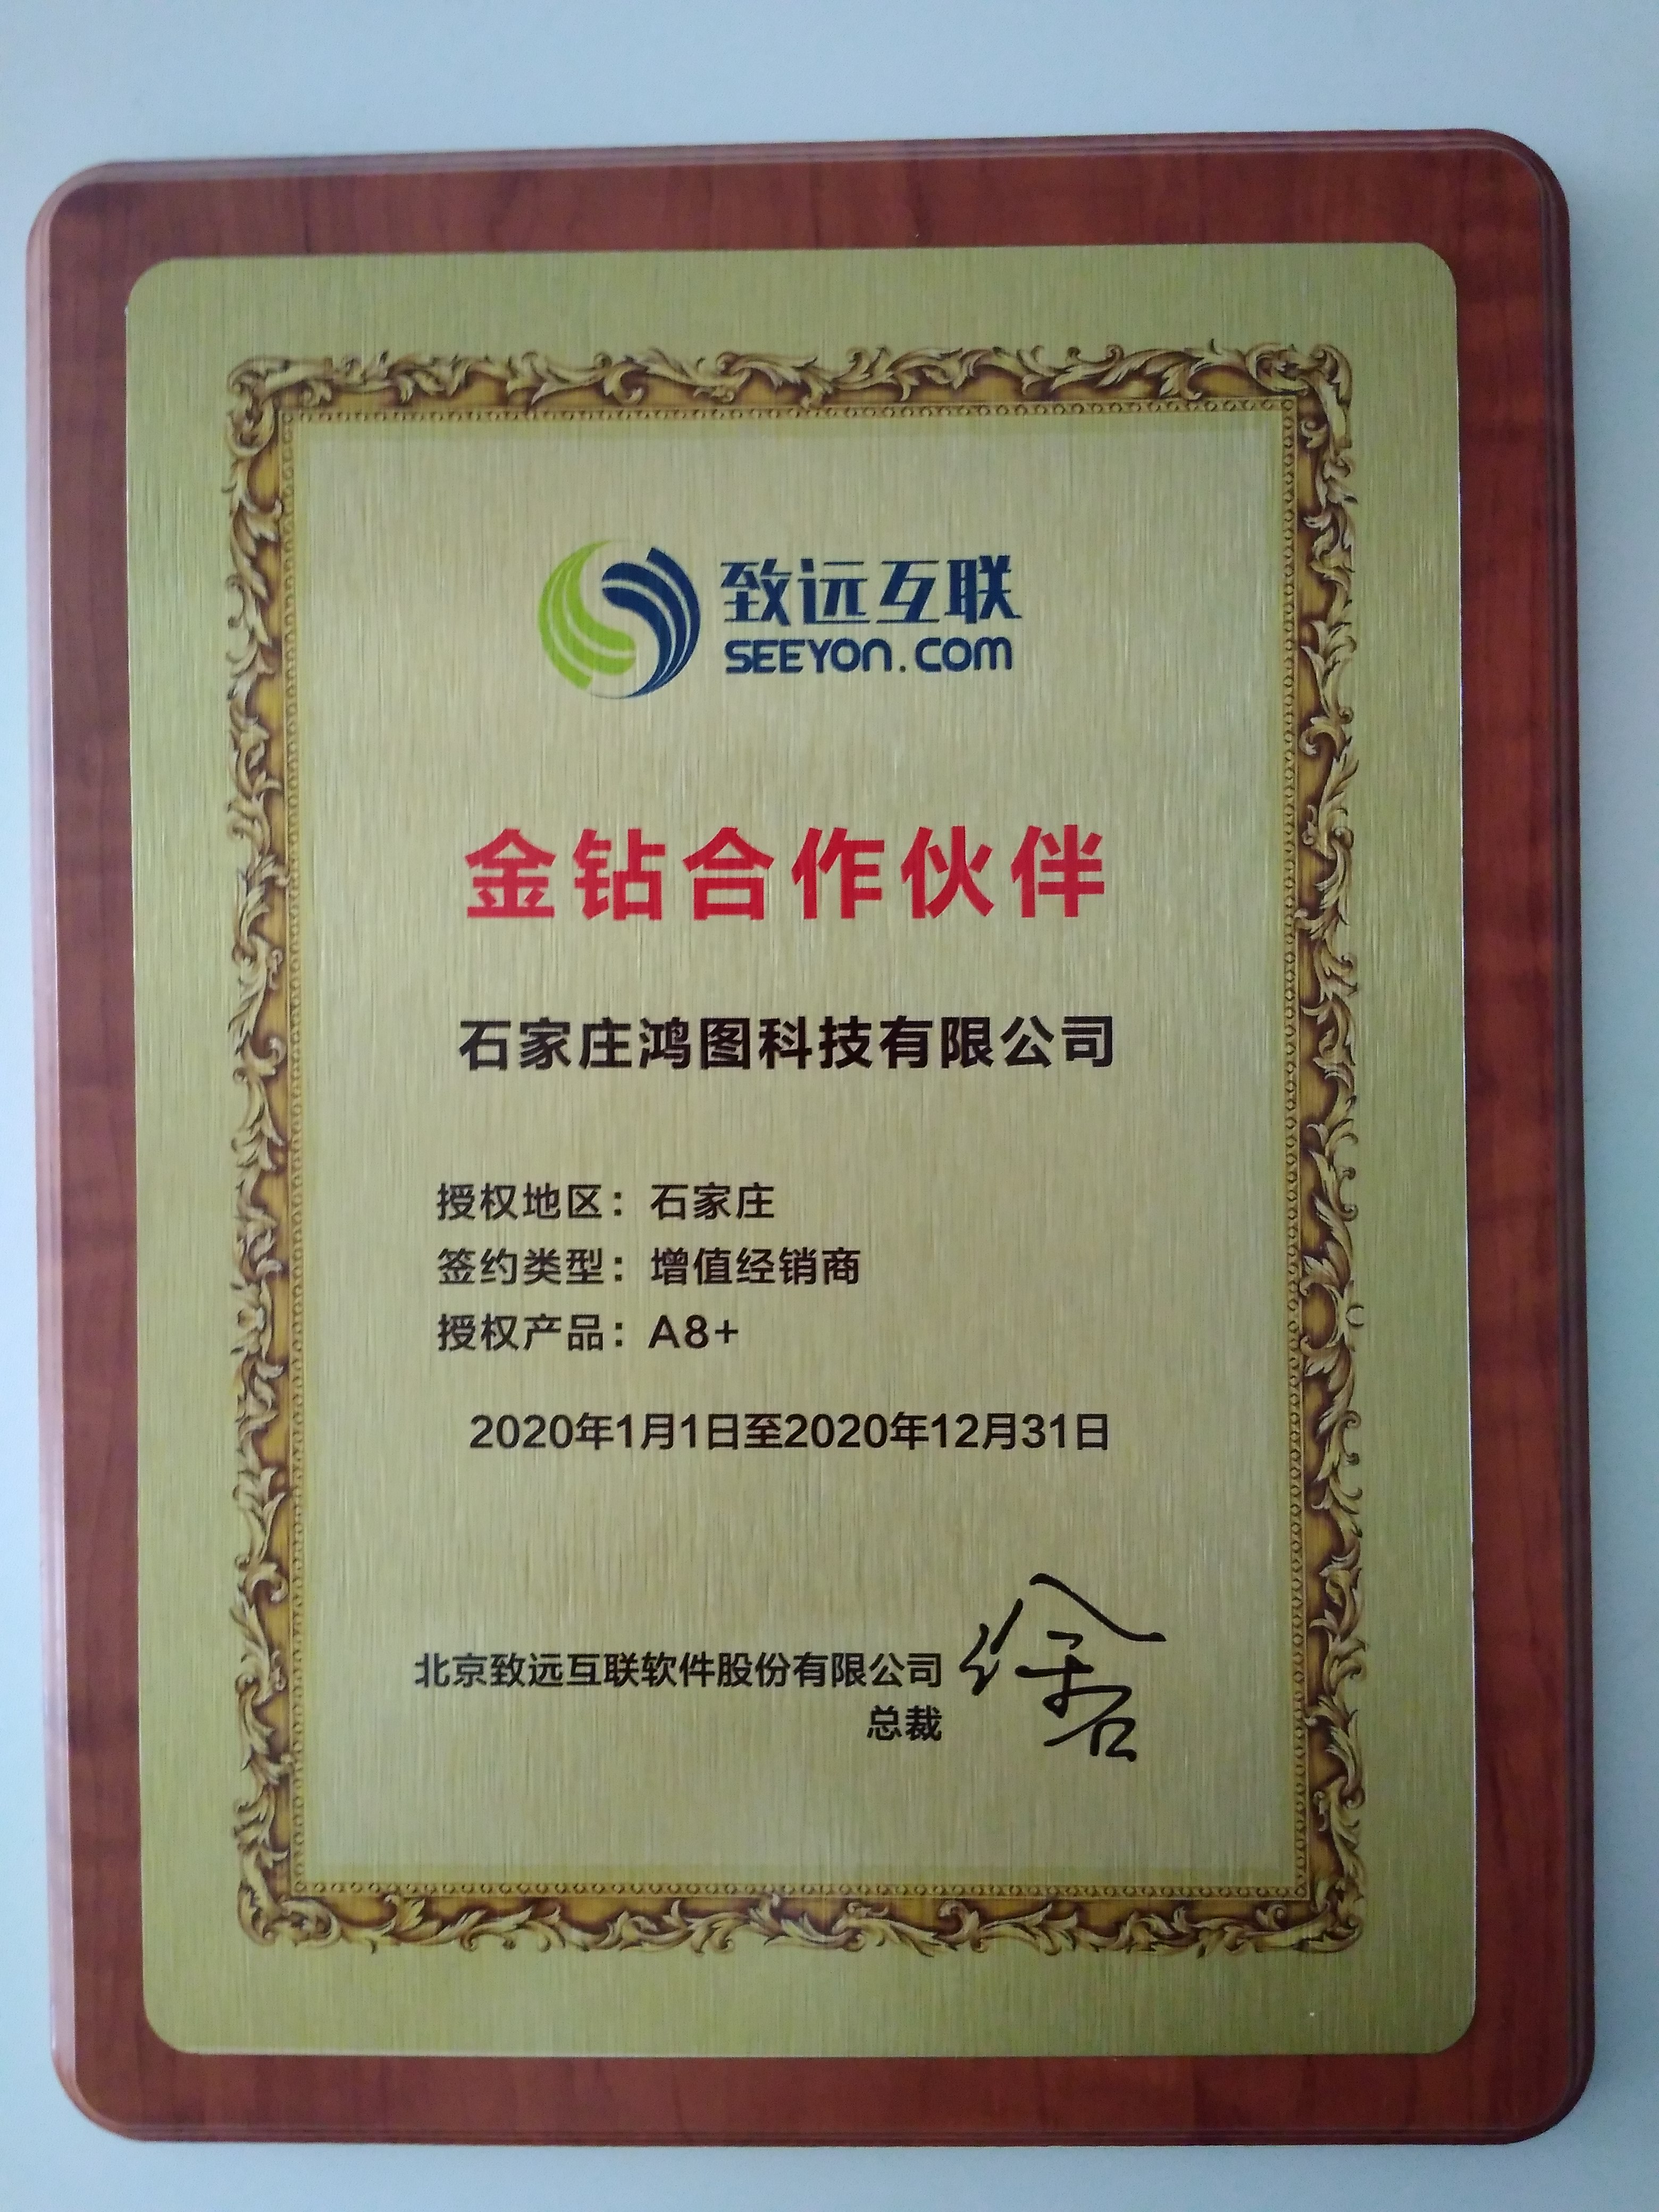 致远互联
SEEYON.COM
金钻合作伙伴
石家庄鸿图科技有限公司
授权地区：石家庄
签约类型：增值经销商
授权产品：A8+
2020年1月1日至2020年12月31日
北京致远互联软件股份有限公司
总裁
徐石